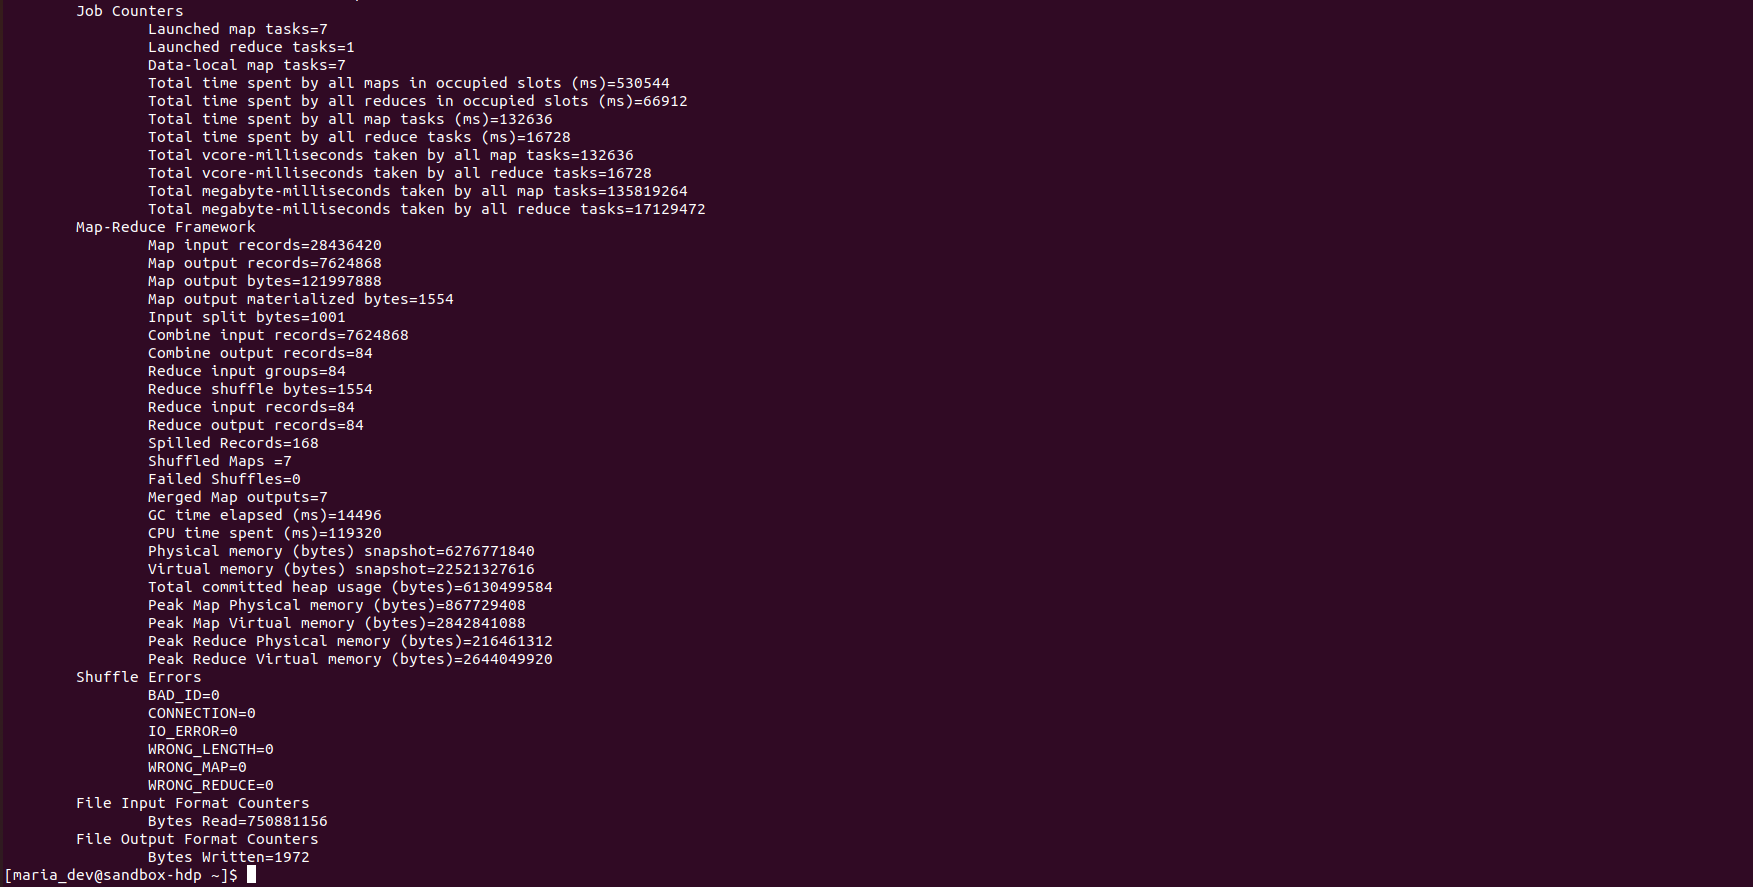 Job Counters
Launched map tasks=7
Launched reduce tasks=1
Data-local map tasks=7
Total time spent by all maps in occupied slots (ms)=530544
Total time spent by all reduces in occupied slots (ms)=66912
Total time spent by all map tasks (ms)=132636
Total time spent by all reduce tasks (ms)=16728
Total vcore-milliseconds taken by all map tasks=132636
Total vcore-milliseconds taken by all reduce tasks=16728
Total megabyte-milliseconds taken by all map tasks=135819264
Total megabyte-milliseconds taken by all reduce tasks=17129472
Map-Reduce Framework
Map input records=28436420
Map output records=7624868
Map output bytes=121997888
Map output materialized bytes=1554
Input split bytes=1001
Combine input records=7624868
Combine output records=84
Reduce input groups=84
Reduce shuffle bytes=1554
Reduce input records=84
Reduce output records=84
Spilled Records=168
Shuffled Maps =7
Failed Shuffles=0
Merged Map outputs=7
GC time elapsed (ms)=14496
CPU time spent (ms)=119320
Physical memory (bytes) snapshot=6276771840
Virtual memory (bytes) snapshot=22521327616
Total committed heap usage (bytes)=6130499584
Peak Map Physical memory (bytes)=867729408
Peak Map Virtual memory (bytes)=2842841088
Peak Reduce Physical memory (bytes)=216461312
Peak Reduce Virtual memory (bytes)=2644049920
Shuffle Errors
BAD_ID=0
CONNECTION=0
IO_ERROR=0
WRONG_LENGTH=0
WRONG_MAP=0
WRONG_REDUCE=0
File Input Format Counters
Bytes Read=750881156
File Output Format Counters
Bytes Written=1972
[maria_dev@sandbox-hdp ~]$